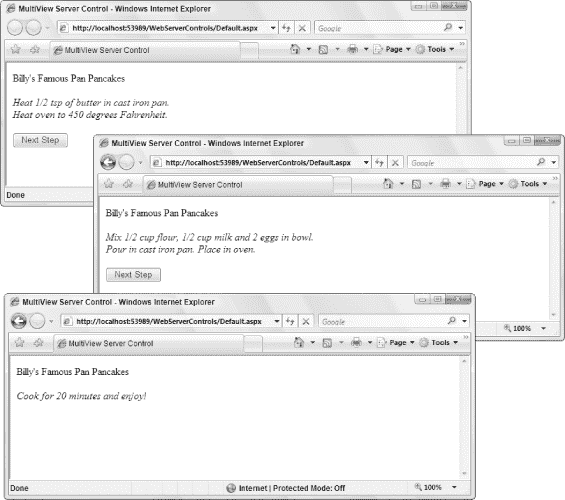 MultiView Server Control - Windows Internet Explorer
http://localhost:53989/WebServerControls/Default.aspx
Google
MultiView Server Control
Page
Tools
Billy's Famous Pan Pancakes
Heat 1/2 tsp of butter in cast iron pan.
Heat oven to 450 degrees Fahrenheit.
Next Step
Done
MultiView Server Control - Windows Internet Explorer
http://localhost:53989/WebServerControls/Default.aspx
Google
MultiView Server Control
Page
Tools
Billy's Famous Pan Pancakes
Mix 1/2 cup flour, 1/2 cup milk and 2 eggs in bowl.
Pour in cast iron pan. Place in oven.
Next Step
100%
MultiView Server Control - Windows Internet Explorer
http://localhost:53989/WebServerControls/Default.aspx
Google
MultiView Server Control
Page
Tools
Billy's Famous Pan Pancakes
Cook for 20 minutes and enjoy!
Done
Internet | Protected Mode: Off
100%